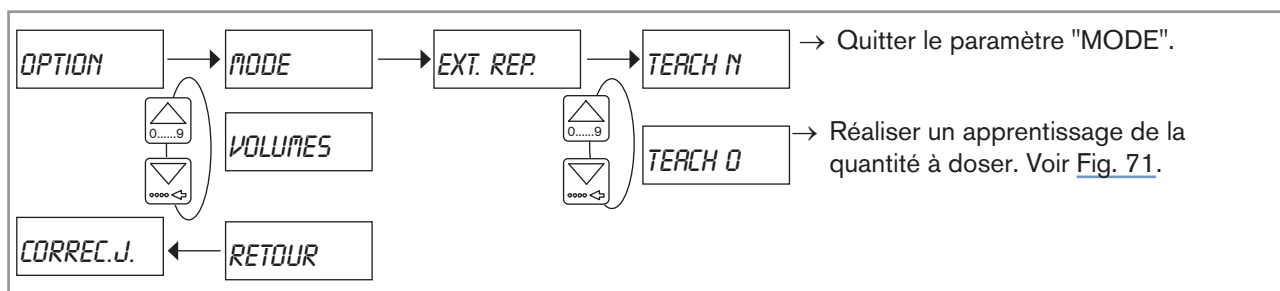 OPTION
MODE
EXT. REP.
TEACH N
→ Quitter le paramètre "MODE".
0......9
VOLUMES
0......9
TEACH O
→ Réaliser un apprentissage de la
quantité à doser. Voir Fig. 71.
CORREC.J.
RETOUR